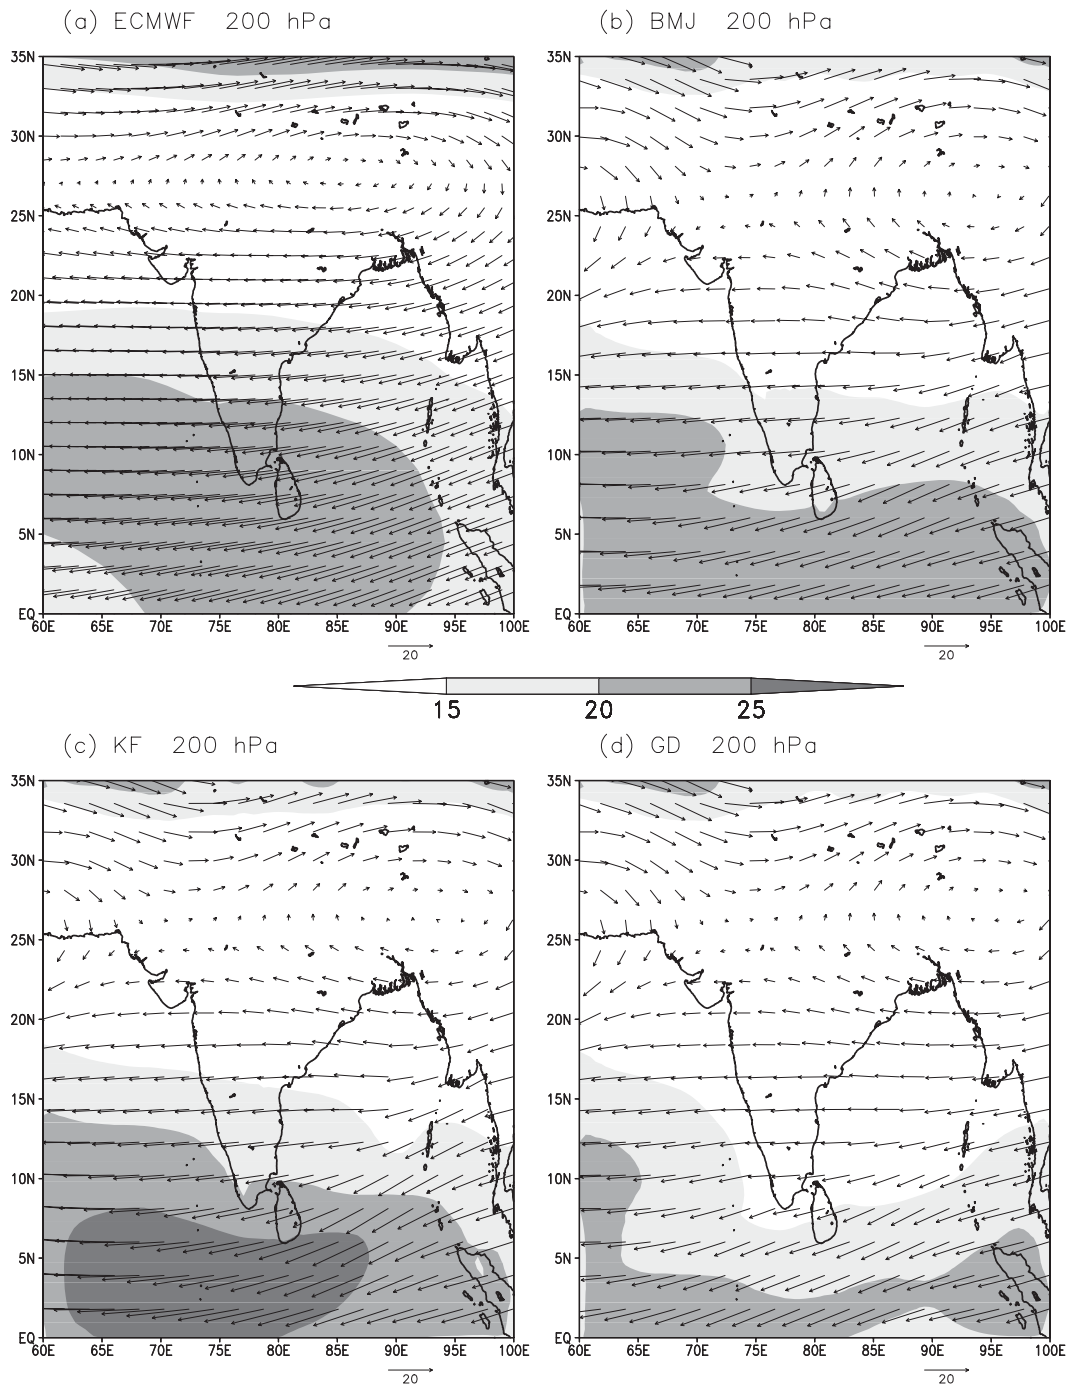 (a) ECMWF 200 hPa
(b) BMJ 200 hPa
35N
30N
25N
20N
15N
10N
5N
EQ
60E 65E 70E 75E 80E 85E 90E 95E 100E
20
35N
30N
25N
20N
15N
10N
5N
EQ
60E 65E 70E 75E 80E 85E 90E 95E 100E
20
15 20 25
(c) KF 200 hPa
(d) GD 200 hPa
35N
30N
25N
20N
15N
10N
5N
EQ
60E 65E 70E 75E 80E 85E 90E 95E 100E
20
35N
30N
25N
20N
15N
10N
5N
EQ
60E 65E 70E 75E 80E 85E 90E 95E 100E
20